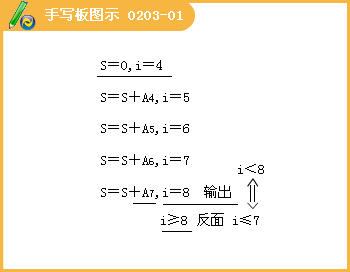 手写板图示 0203-01
S=0,i=4
S=S+A4,i=5
S=S+A5,i=6
S=S+A6,i=7
i<8
S=S+A7,i=8 输出
i≥8 反面 i≤7